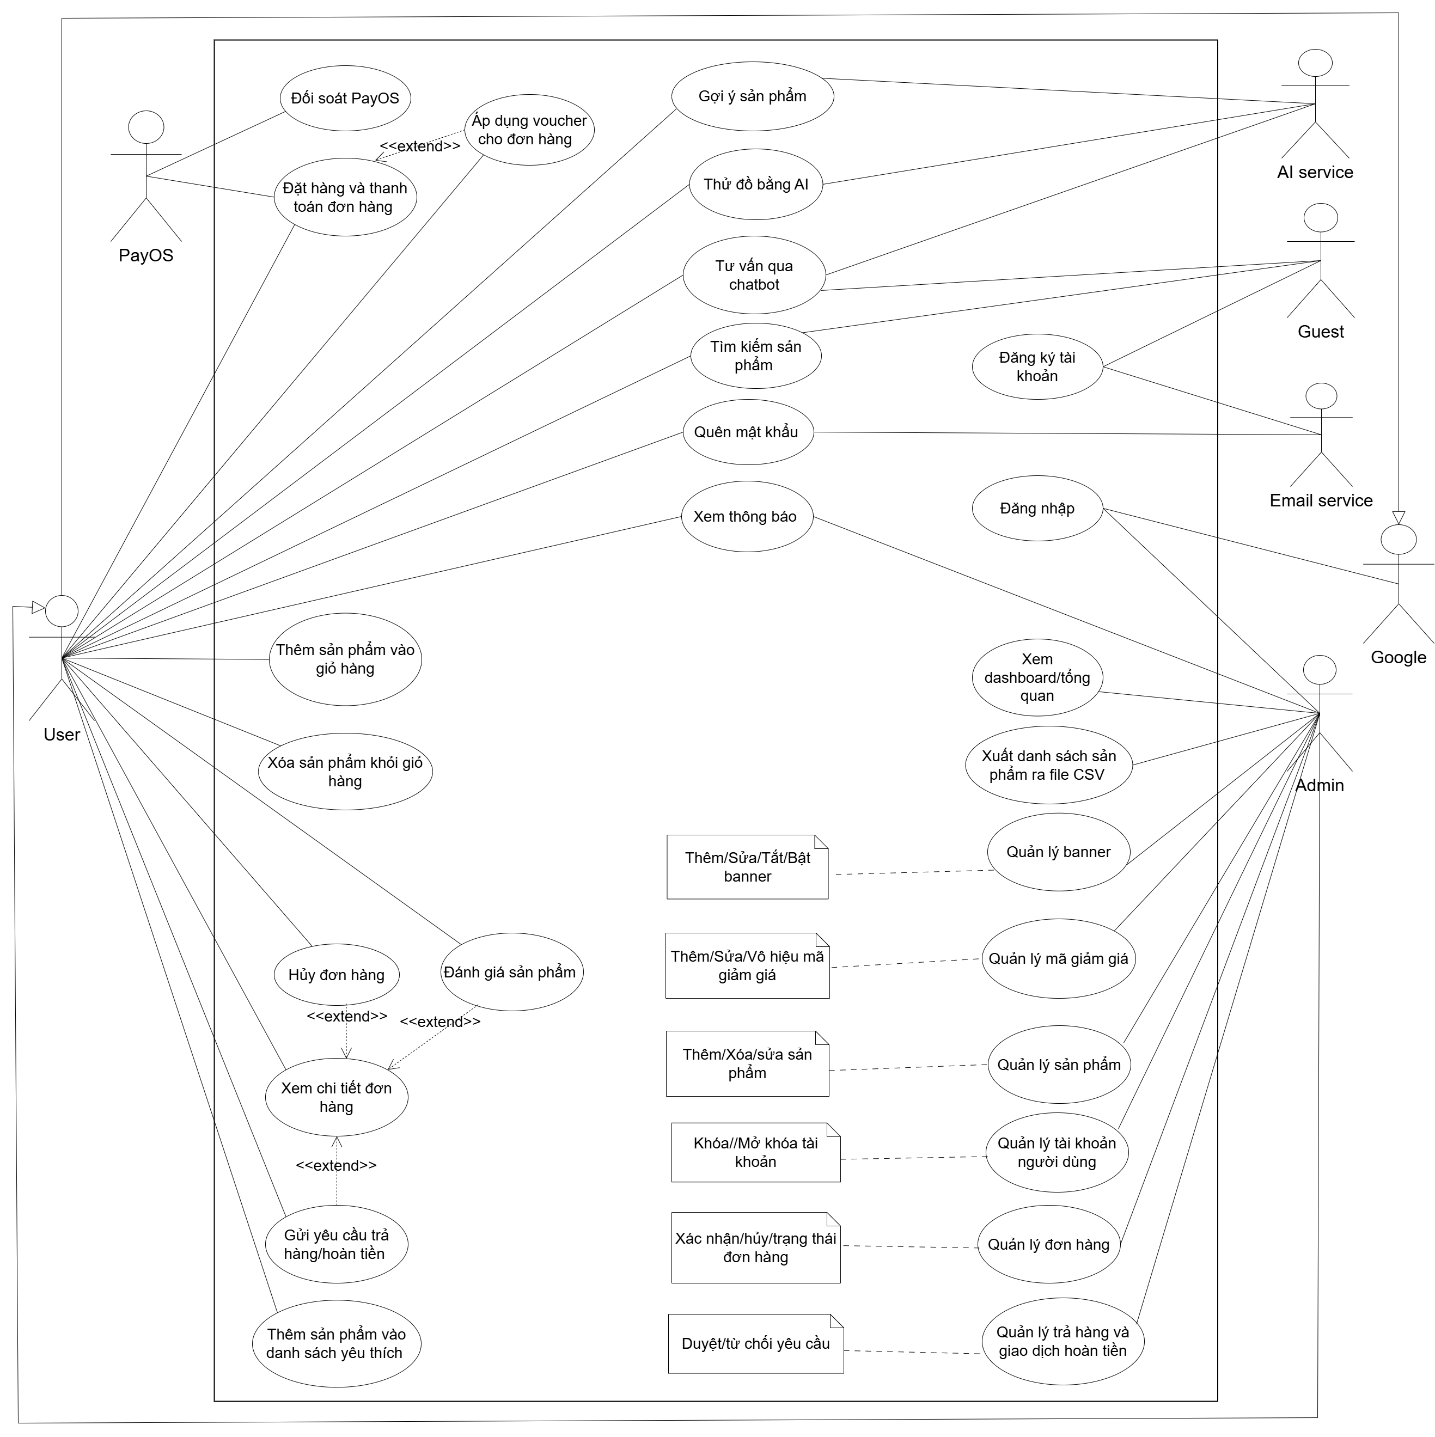 Đối soát PayOS
Áp dụng voucher
cho đơn hàng
<<extend>>
Đặt hàng và thanh
toán đơn hàng
PayOS
Gợi ý sản phẩm
Thử đồ bằng AI
Tư vấn qua
chatbot
Tìm kiếm sản
phẩm
Quên mật khẩu
Xem thông báo
AI service
Guest
Đăng ký tài
khoản
Email service
Đăng nhập
Google
User
Thêm sản phẩm vào
giỏ hàng
Xóa sản phẩm khỏi giỏ
hàng
Xem
dashboard/tổng
quan
Xuất danh sách sản
phẩm ra file CSV
Admin
Thêm/Sửa/Tắt/Bật
banner
Quản lý banner
Thêm/Sửa/Vô hiệu mã
giảm giá
Quản lý mã giảm giá
Hủy đơn hàng
Đánh giá sản phẩm
<<extend>>
<<extend>>
Xem chi tiết đơn
hàng
Thêm/Xóa/sửa sản
phẩm
Quản lý sản phẩm
<<extend>>
Khóa//Mở khóa tài
khoản
Quản lý tài khoản
người dùng
Gửi yêu cầu trả
hàng/hoàn tiền
Xác nhận/hủy/trạng thái
đơn hàng
Quản lý đơn hàng
Thêm sản phẩm vào
danh sách yêu thích
Duyệt/từ chối yêu cầu
Quản lý trả hàng và
giao dịch hoàn tiền